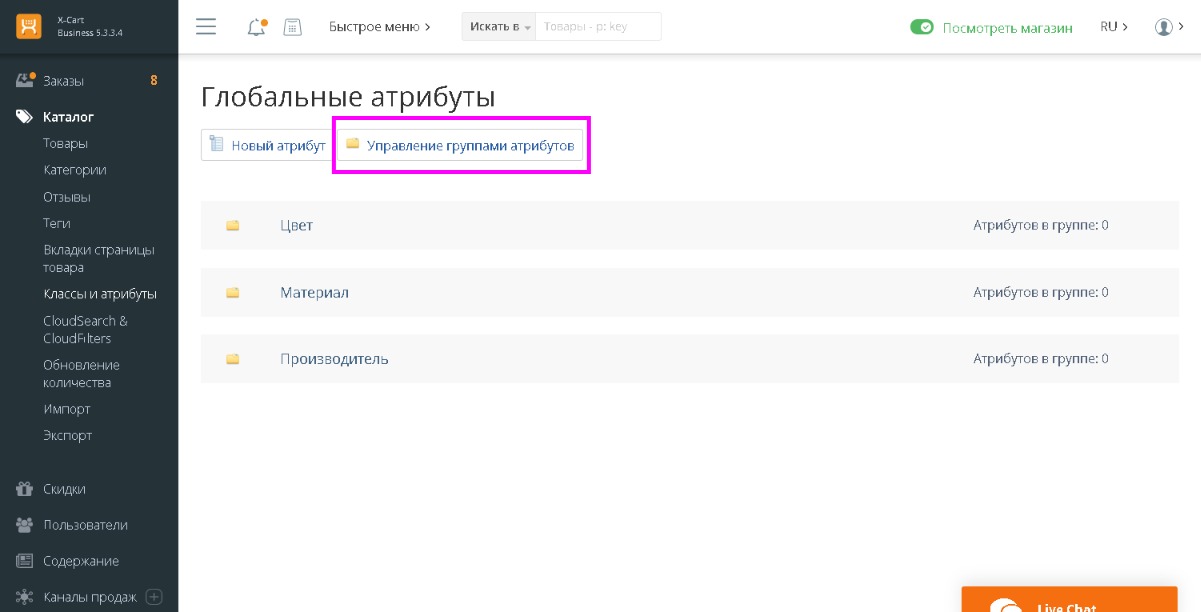 X-Cart
Business 5.3.3.4
Быстрое меню
Искать в
Товары - p: key
Посмотреть магазин
RU
Заказы
8
Каталог
Товары
Категории
Отзывы
Теги
Вкладки страницы
товара
Классы и атрибуты
CloudSearch &
CloudFilters
Обновление
количества
Импорт
Экспорт
Скидки
Пользователи
Содержание
Каналы продаж
Глобальные атрибуты
Новый атрибут
Управление группами атрибутов
Цвет
Атрибутов в группе: 0
Материал
Атрибутов в группе: 0
Производитель
Атрибутов в группе: 0
Live Chat